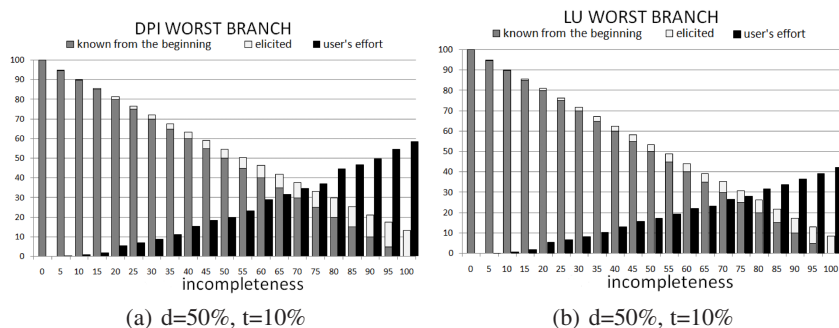 DPI WORST BRANCH
known from the beginning elicited user's effort
100
90
80
70
60
50
40
30
20
10
0
0 5 10 15 20 25 30 35 40 45 50 55 60 65 70 75 80 85 90 95 100
incompleteness
(a) d=50%, t=10%
LU WORST BRANCH
known from the beginning elicited user's effort
100
90
80
70
60
50
40
30
20
10
0
0 5 10 15 20 25 30 35 40 45 50 55 60 65 70 75 80 85 90 95 100
incompleteness
(b) d=50%, t=10%